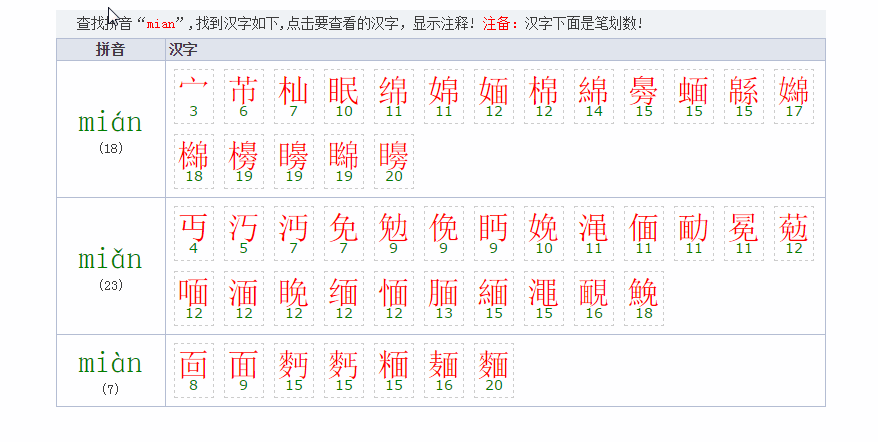 查找拼音“mian”,找到汉字如下,点击要查看的汉字，显示注释! 注备: 汉字下面是笔划数!
拼音 汉字
mián
(18)
宀 芇 杣 眠 绵 婂 媔 棉 綿 臱 蝒 緜 嬵
3 6 7 10 11 11 12 12 14 15 15 15 17
檰 櫋 矈 矊 矏
18 19 19 19 20
miǎn
(23)
丏 汅 沔 免 勉 俛 眄 娩 渑 偭 勔 冕 葂
4 5 7 7 9 9 9 10 11 11 11 11 12
喕 湎 晚 缅 愐 腼 緬 澠 靦 鮸
12 12 12 12 12 13 15 15 16 18
miàn
(7)
面 麪 麫 糆 麺 麵
8 9 15 15 15 16 20